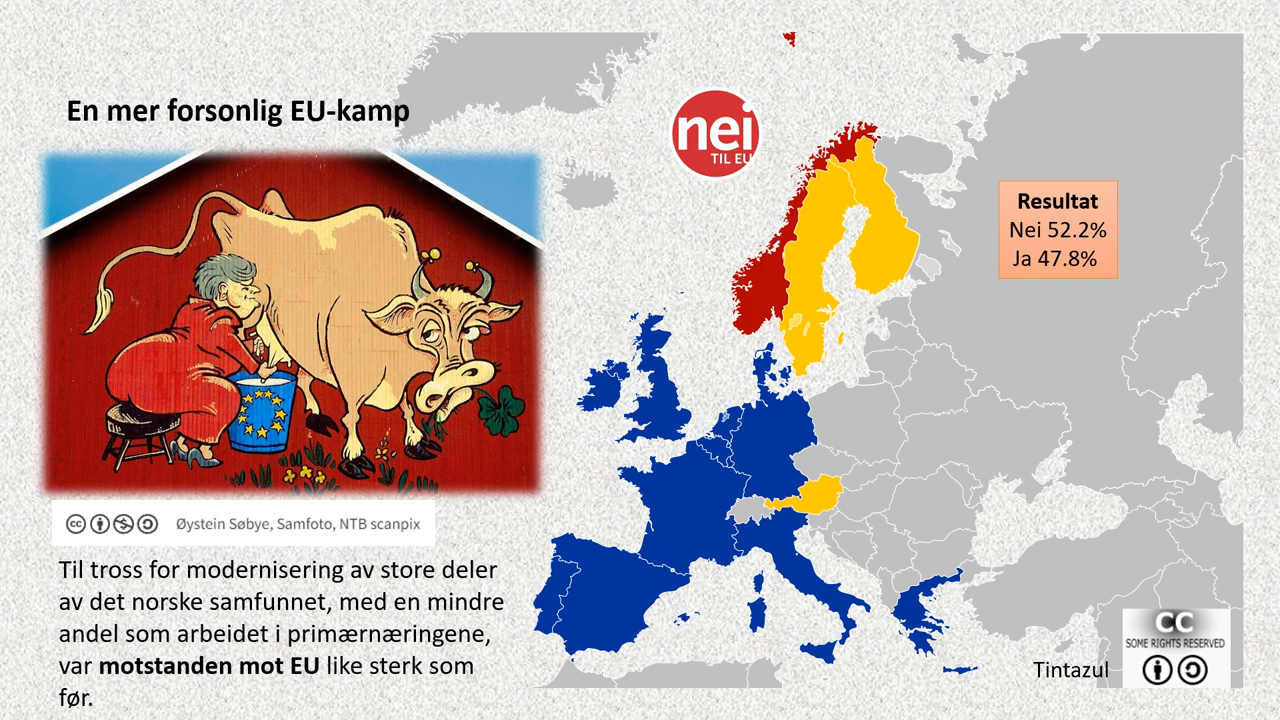 En mer forsonlig EU-kamp
nei
TIL EU
Resultat
Nei 52.2%
Ja 47.8%
Øystein Søbye, Samfoto, NTB scanpix
Til tross for modernisering av store deler
av det norske samfunnet, med en mindre
andel som arbeidet i primærnæringene,
var motstanden mot EU like sterk som
før.
Tintazul
CC
SOME RIGHTS RESERVED